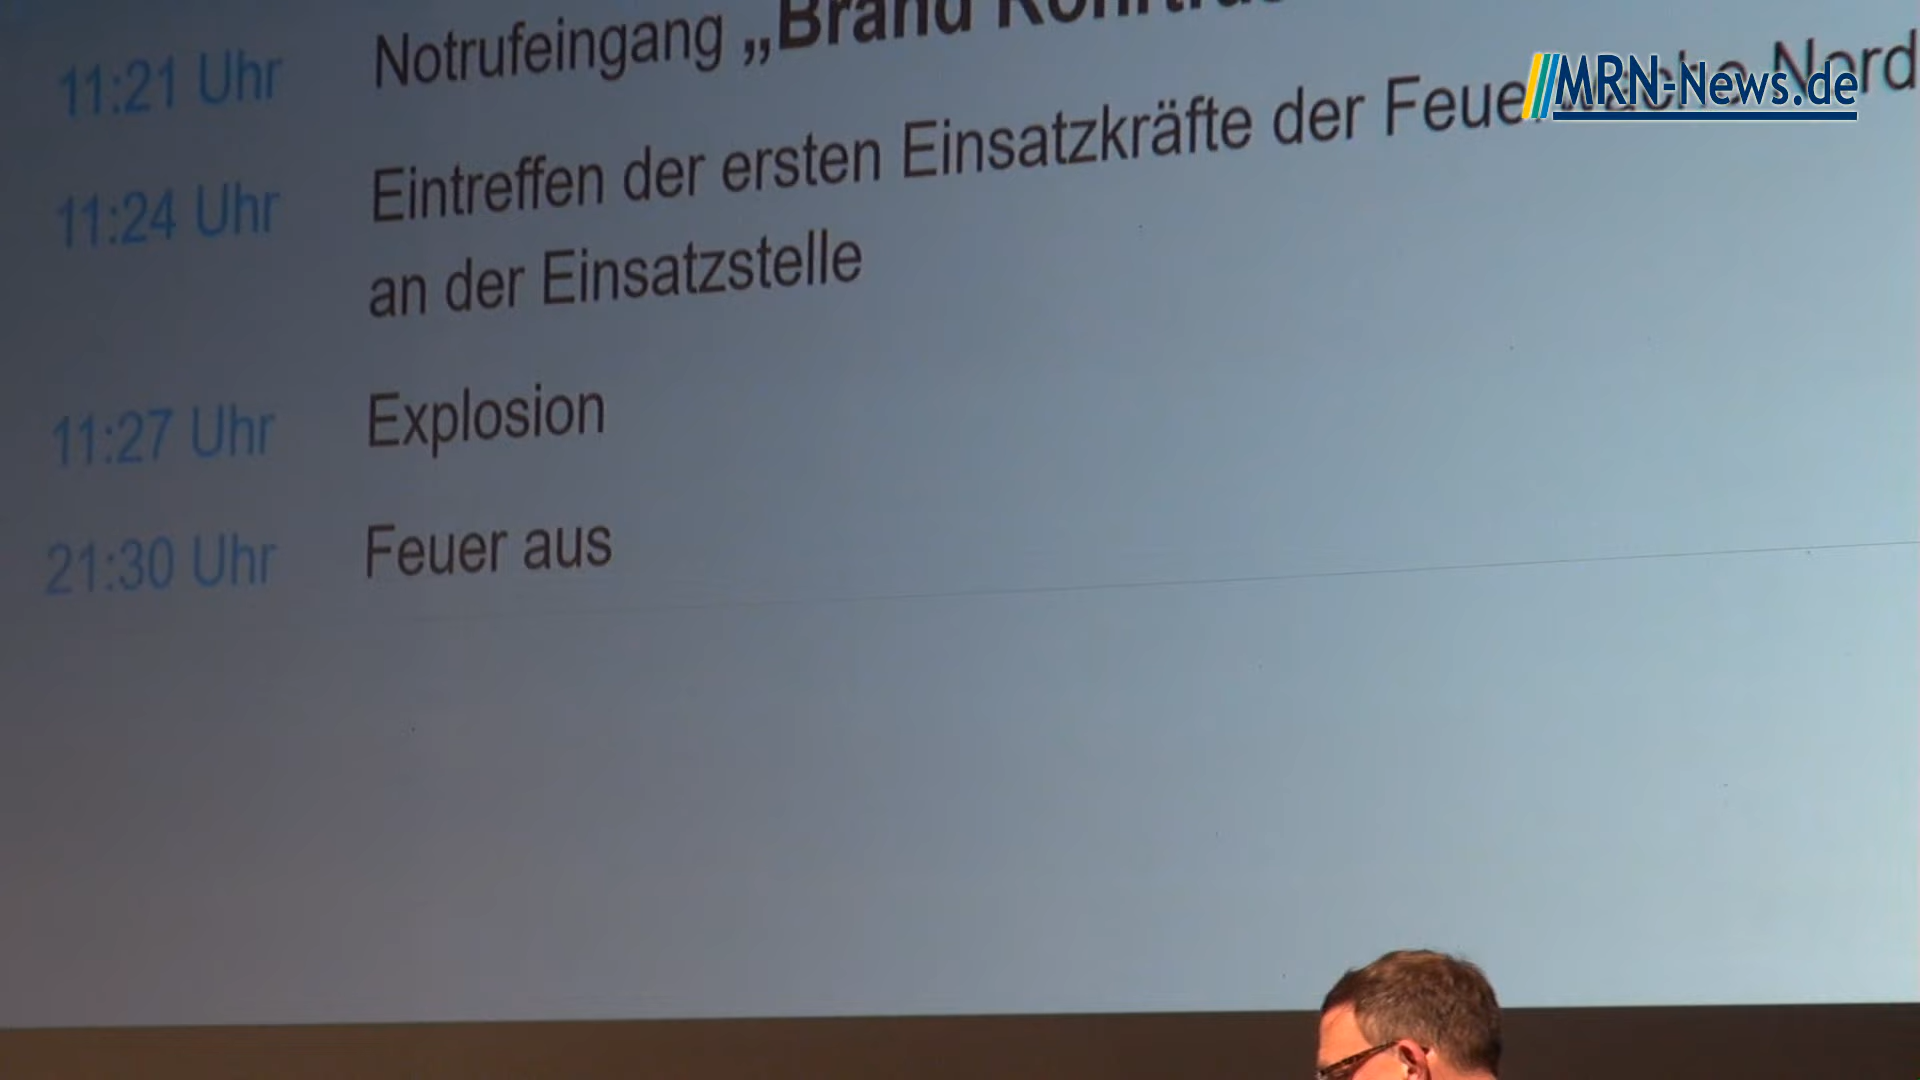 11:21 Uhr Notrufeingang „Brand
11:24 Uhr Eintreffen der ersten Einsatzkräfte der Nord
an der Einsatzstelle
11:27 Uhr Explosion
21:30 Uhr Feuer aus
MRN-News.de